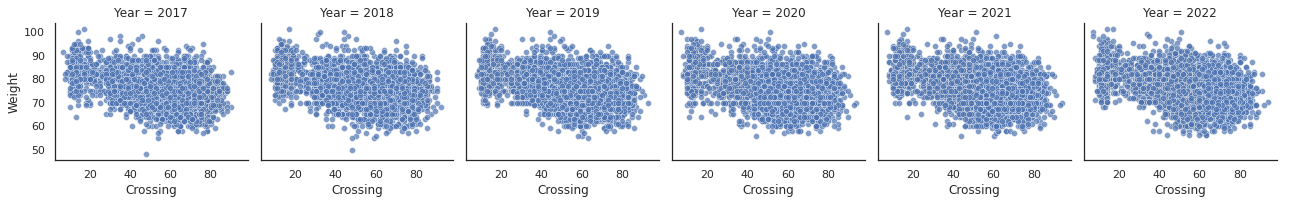 Year = 2017 Year = 2018 Year = 2019 Year = 2020 Year = 2021 Year = 2022
100
90
80
70
60
50
Weight
20 40 60 80 20 40 60 80 20 40 60 80 20 40 60 80 20 40 60 80 20 40 60 80
Crossing Crossing Crossing Crossing Crossing Crossing